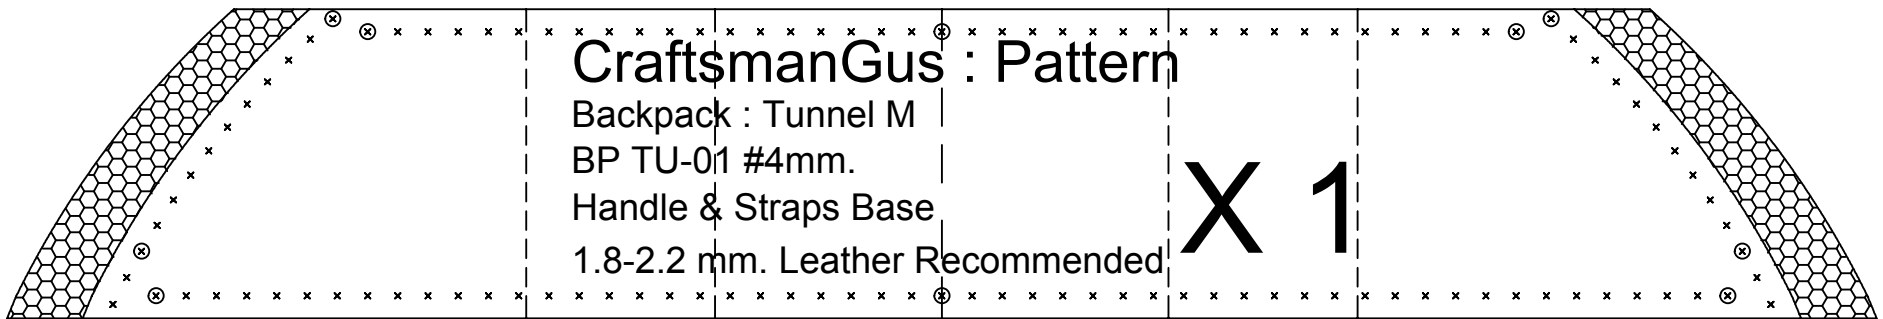 CraftsmanGus : Pattern
Backpack : Tunnel M
BP TU-01 #4mm.
Handle & Straps Base
1.8-2.2 mm. Leather Recommended
X 1